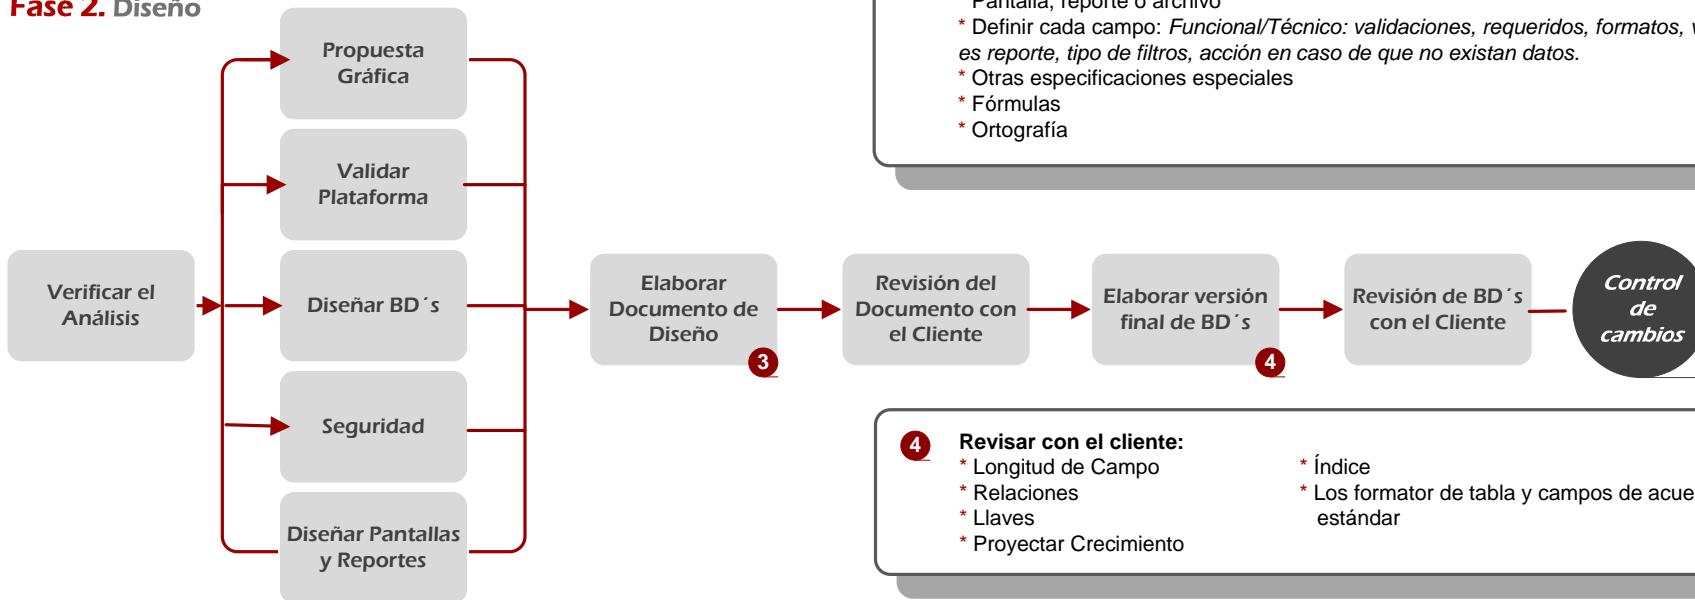 Fase 2. Diseño
Pantalla, reporte o archivo
* Definir cada campo: Funcional/Técnico: validaciones, requeridos, formatos,
es reporte, tipo de filtros, acción en caso de que no existan datos.
* Otras especificaciones especiales
* Fórmulas
* Ortografía
Propuesta
Gráfica
Validar
Plataforma
Verificar el
Análisis
Diseñar BD´s
Seguridad
Diseñar Pantallas
y Reportes
Elaborar
Documento de
Diseño
3
Revisión del
Documento con
el Cliente
Elaborar versión
final de BD´s
4
Revisión de BD´s
con el Cliente
Control
de
cambios
4
Revisar con el cliente:
* Longitud de Campo
* Relaciones
* Llaves
* Proyectar Crecimiento
* Índice
* Los formator de tabla y campos de acue
estándar